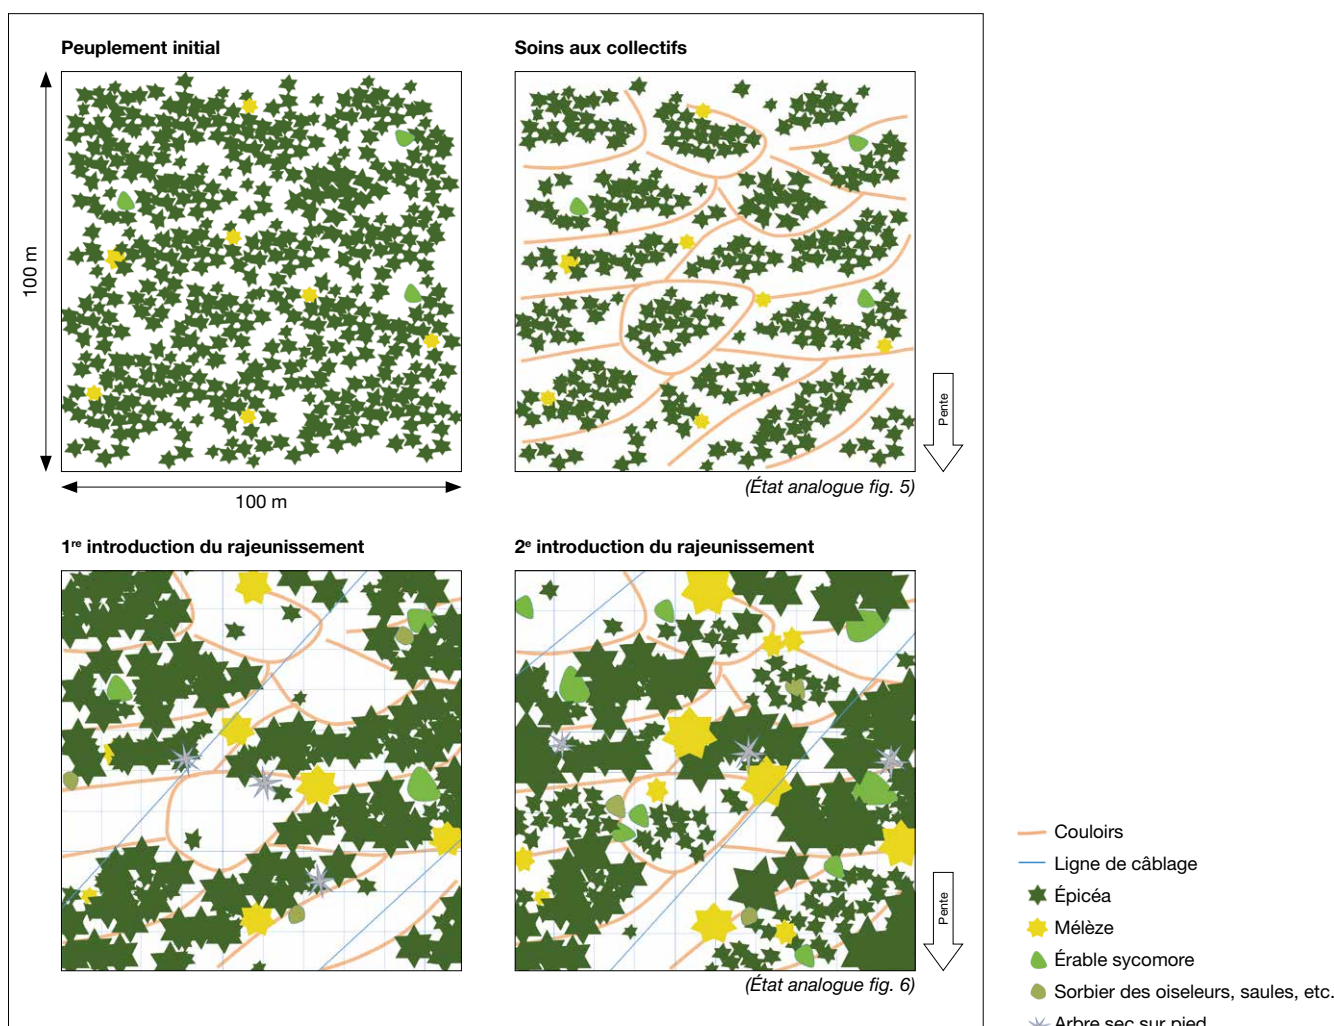 Peuplement initial
Soins aux collectifs
100 m
Pente
100 m
(État analogue fig. 5)
1re introduction du rajeunissement
2e introduction du rajeunissement
Pente
(État analogue fig. 6)
Couloirs
Ligne de câblage
Épicéa
Mélèze
Érable sycomore
Sorbier des oiseleurs, saules, etc.
Arbre sec sur pied